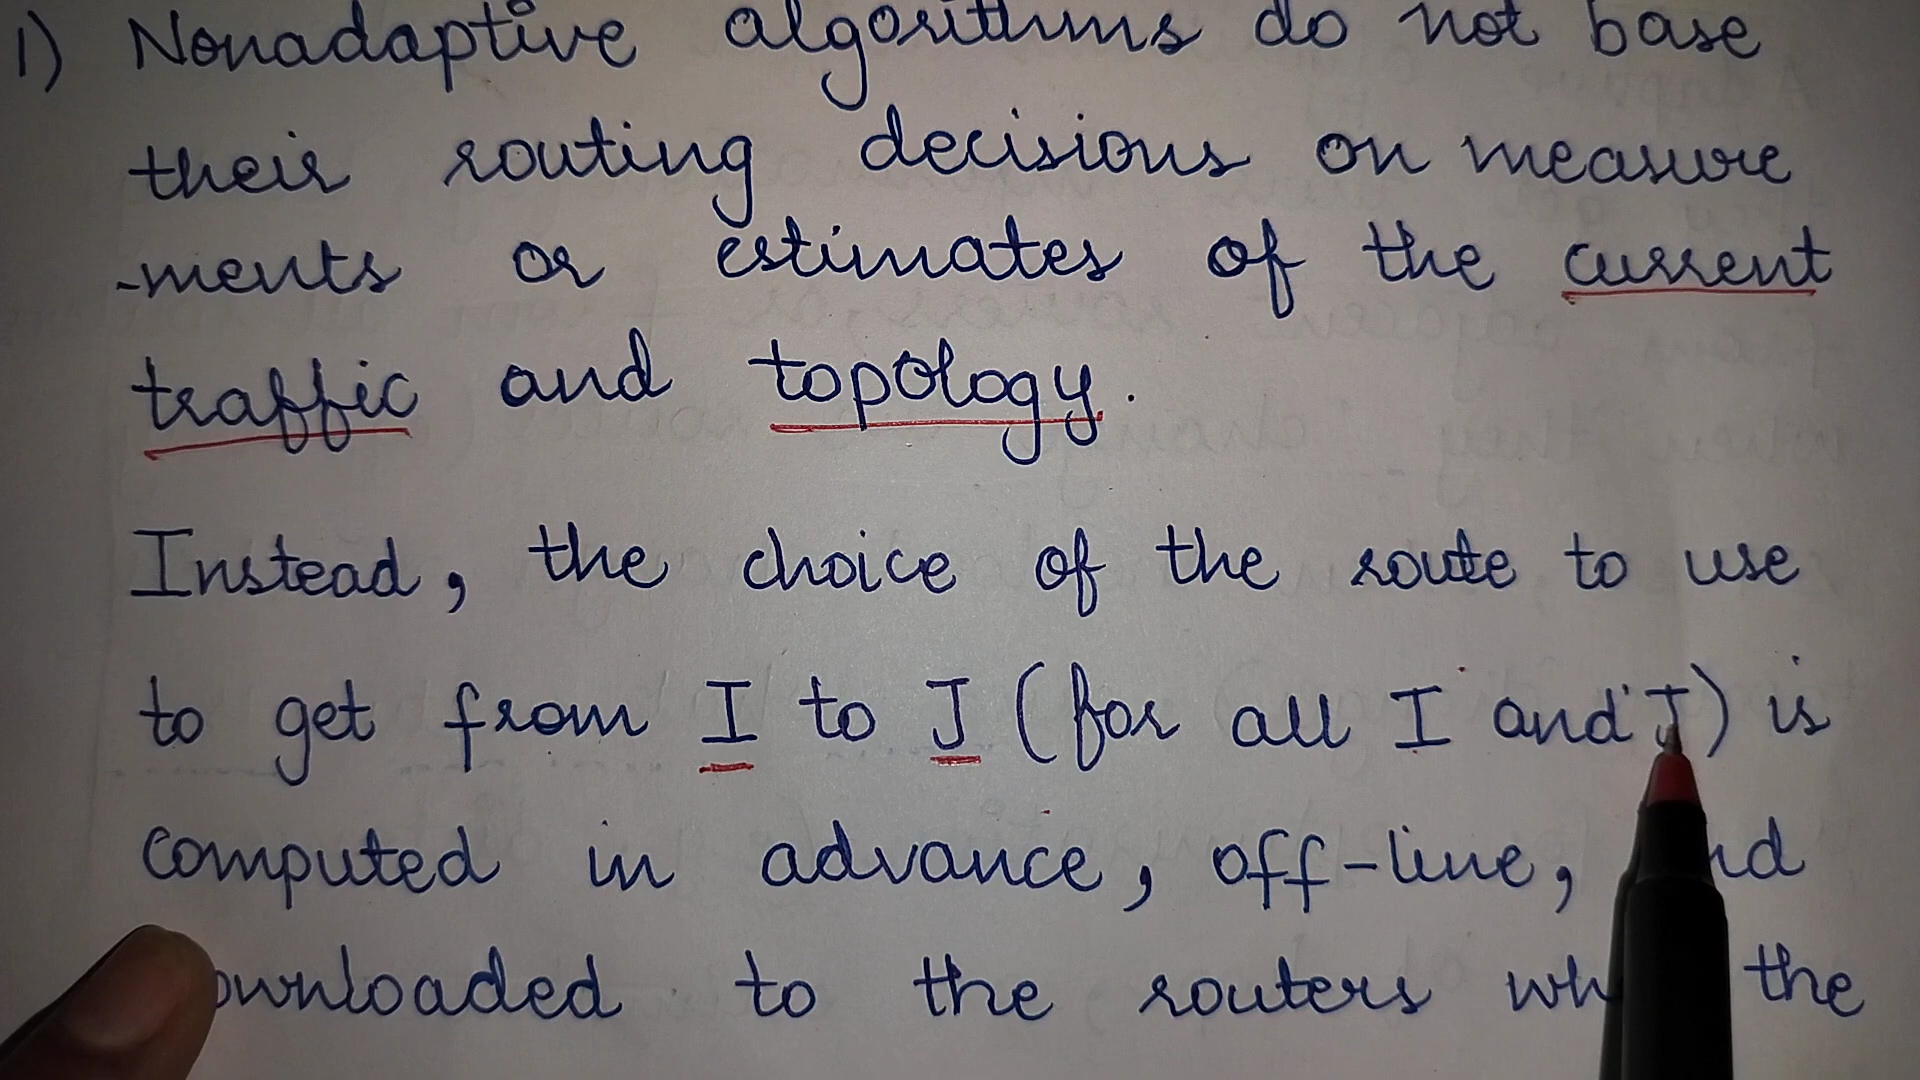 1) Nonadaptive algorithms do not base
their routing decisions on measure
-ments or estimates of the current
traffic and topology.
Instead, the choice of the route to use
to get from I to J (for all I and J) is
computed in advance, off-line,
to the routers the